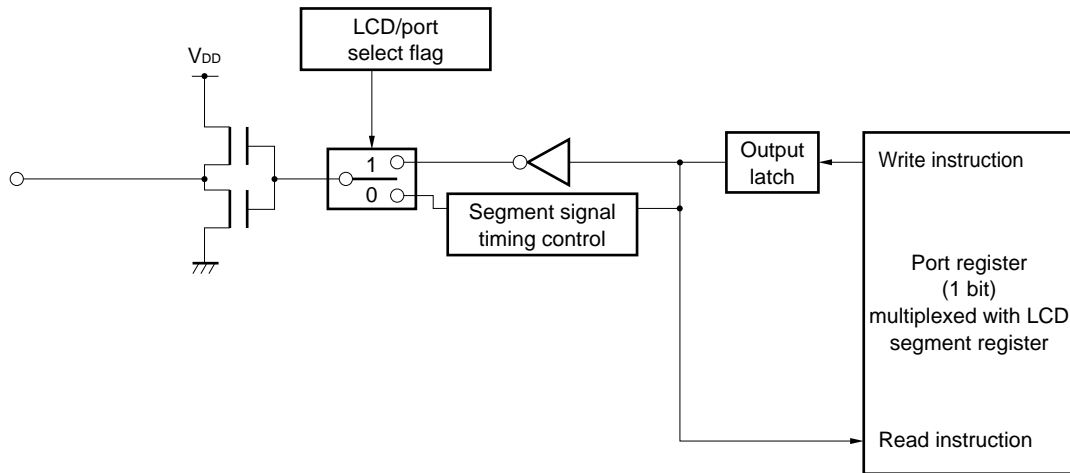 LCD/port
select flag
VDD
1
0
Output
latch
Write instruction
Segment signal
timing control
Port register
(1 bit)
multiplexed with LCD
segment register
Read instruction